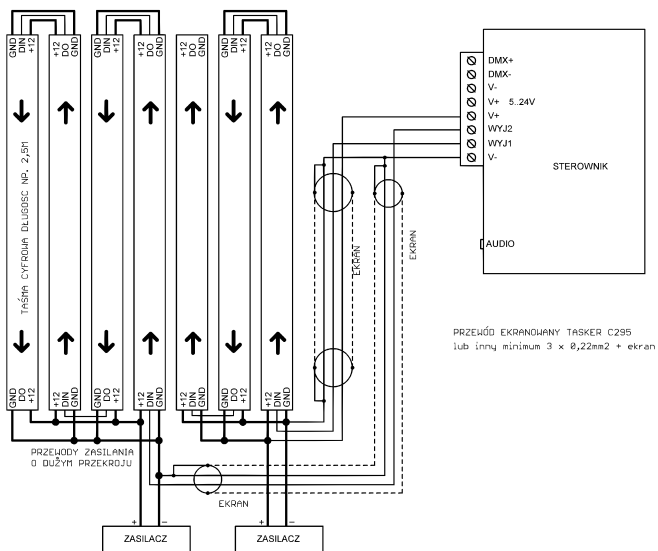 GND DIN +12
+12 DO GND
GND DIN +12
+12 DO GND
+12 DO GND
GND DIN +12
+12 DO GND
TAŚMA CYFROWA DŁUGOŚC NP. 2,5M
GND DO +12
+12 DIN GND
GND DO +12
+12 DIN GND
+12 DIN GND
GND DO +12
+12 DIN GND
PRZEWODY ZASILANIA
O DUŻYM PRZEKROJU
+ −
ZASILACZ
+ −
ZASILACZ
EKRAN
EKRAN
EKRAN
DMX+
DMX-
V-
V+ 5..24V
V+
WYJ2
WYJ1
V-
STEROWNIK
AUDIO
PRZEWÓD EKRANOWANY TASKER C295
lub inny minimum 3 x 0,22mm2 + ekran